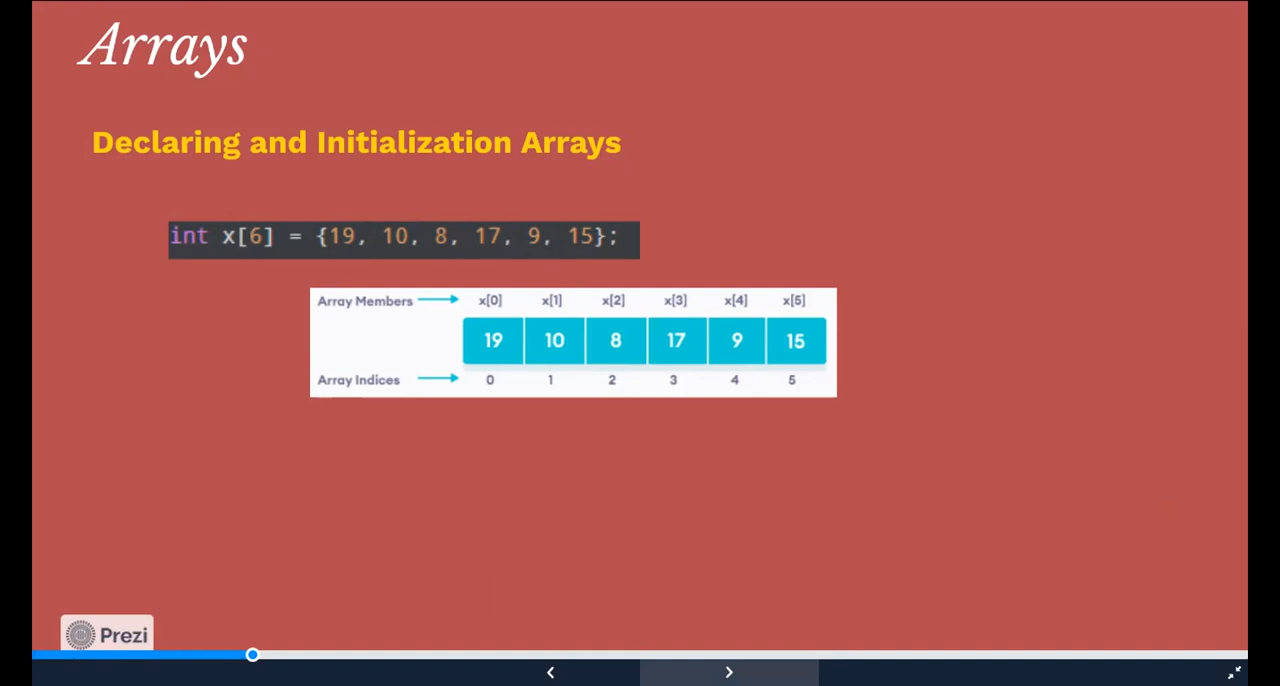 Arrays
Declaring and Initialization Arrays
int x[6] = {19, 10, 8, 17, 9, 15};
Array Members x[0] x[1] x[2] x[3] x[4] x[5]
19 10 8 17 9 15
Array Indices 0 1 2 3 4 5
Prezi